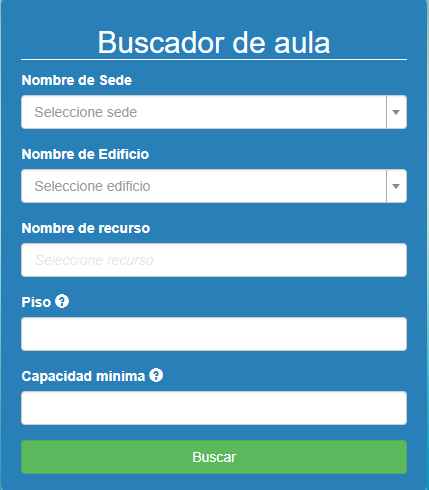 Buscador de aula
Nombre de Sede
Seleccione sede
Nombre de Edificio
Seleccione edificio
Nombre de recurso
Seleccione recurso
Piso ?
Capacidad minima ?
Buscar